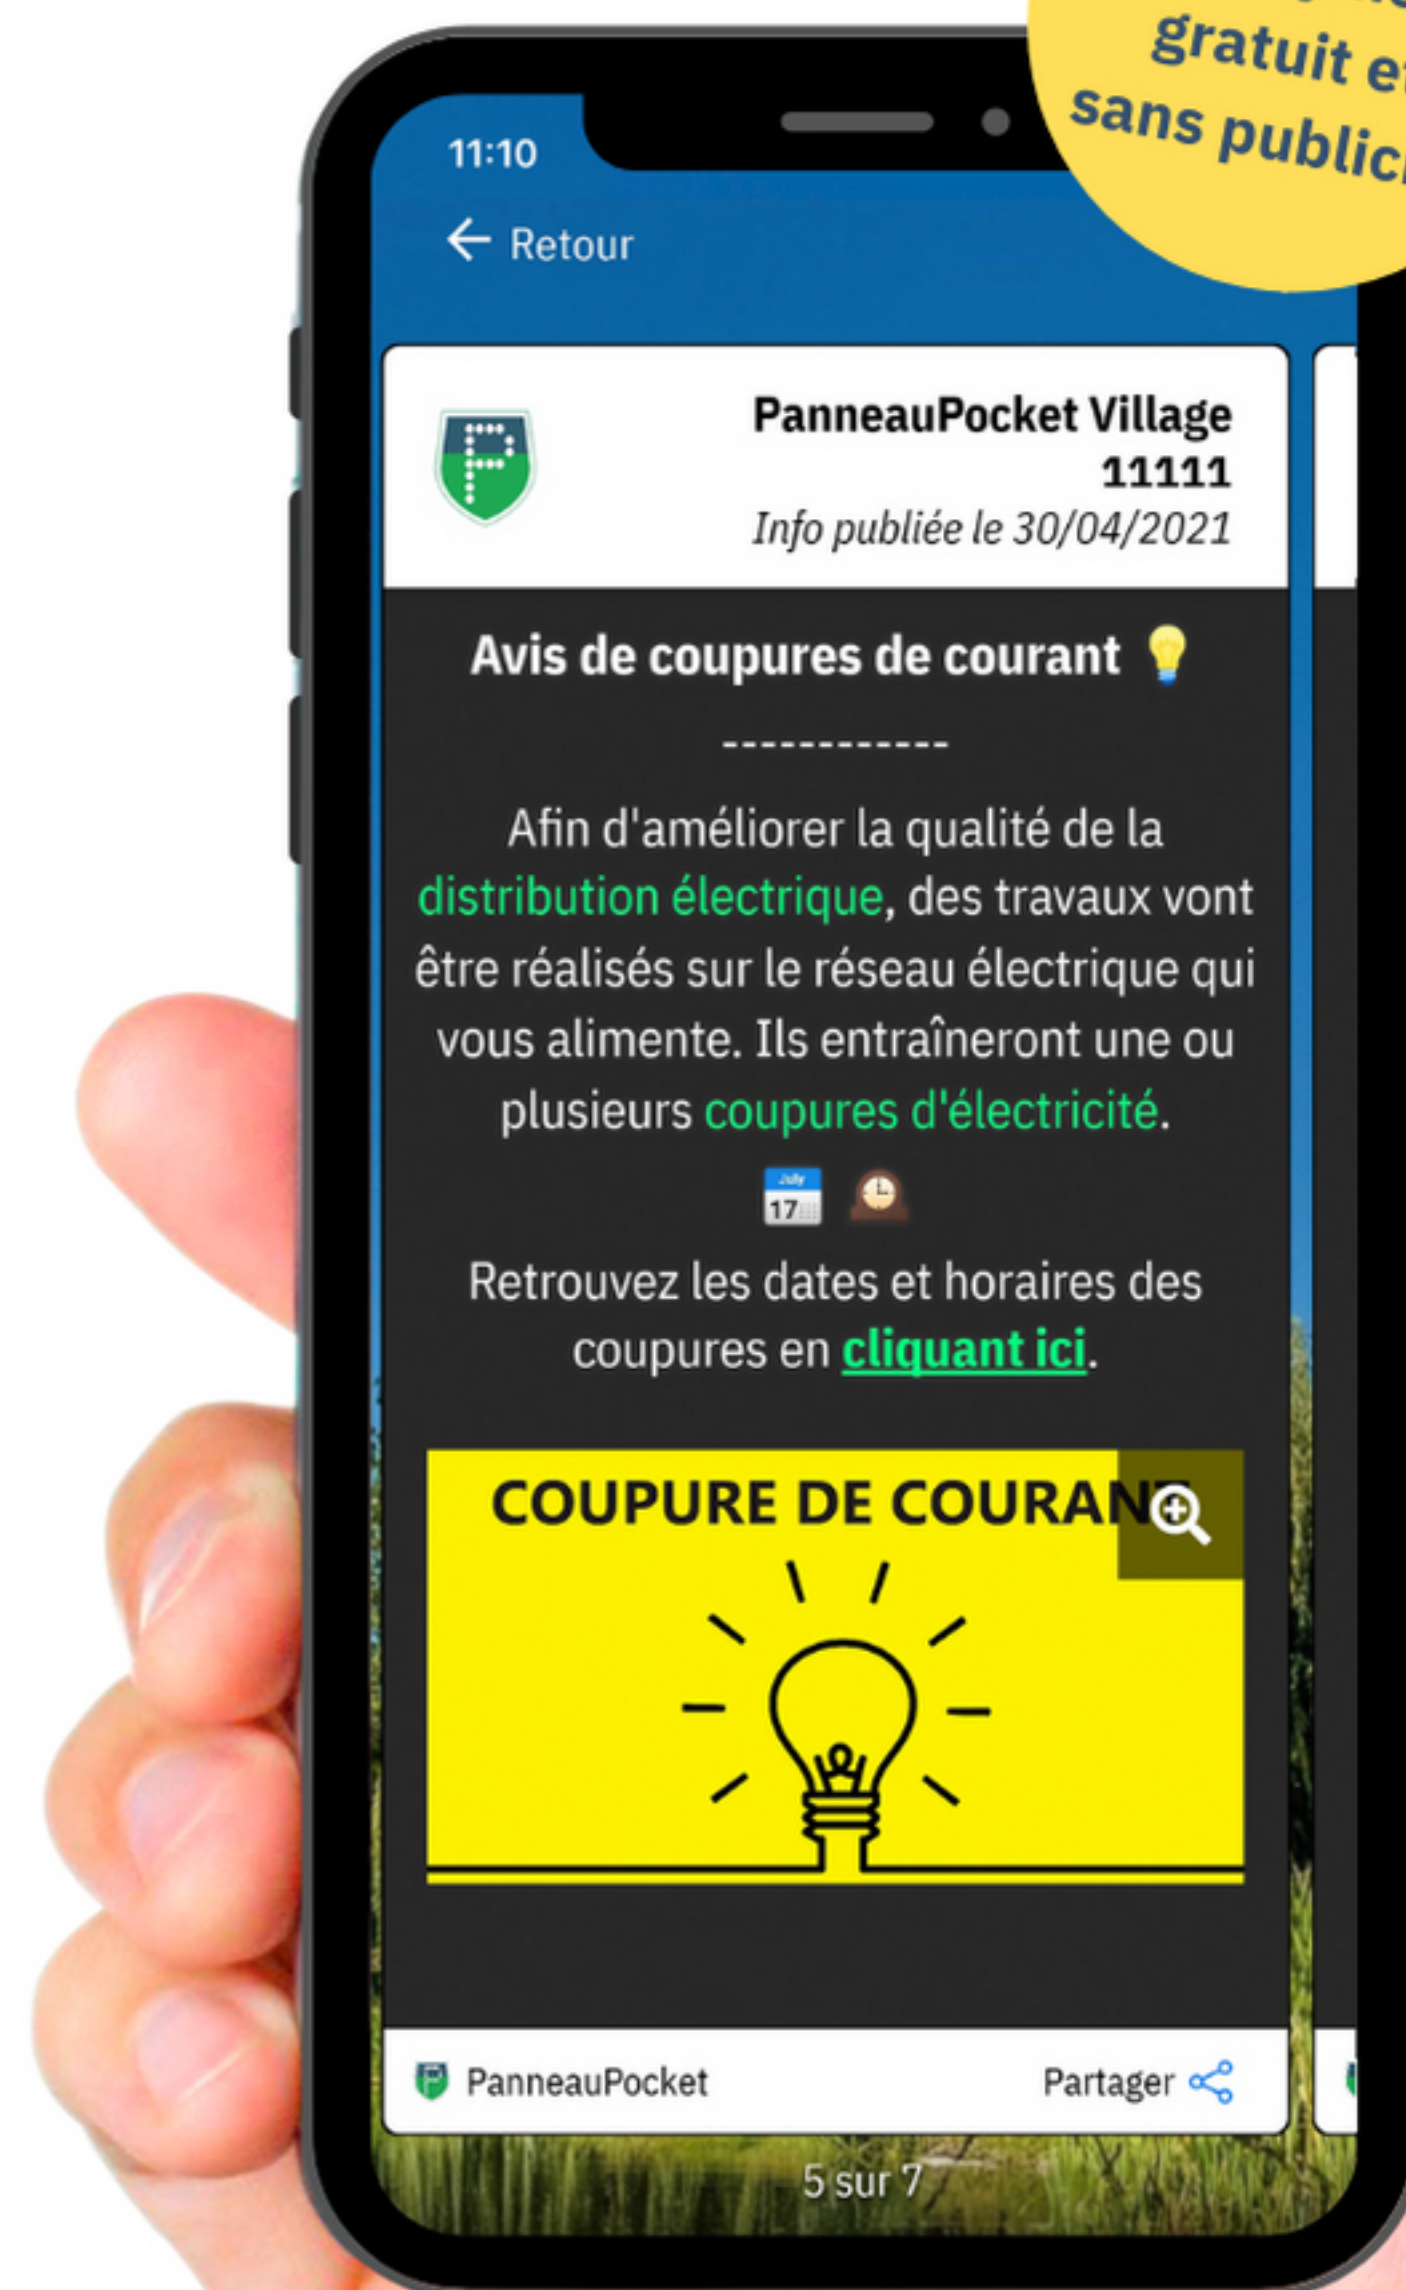 gratuit et
sans
11:10
← Retour
PanneauPocket Village
11111
Info publiée le 30/04/2021
Avis de coupures de courant 💡
------------
Afin d'améliorer la qualité de la
distribution électrique, des travaux vont
être réalisés sur le réseau électrique qui
vous alimente. Ils entraîneront une ou
plusieurs coupures d'électricité.
July
17
Retrouvez les dates et horaires des
coupures en cliquant ici.
COUPURE DE COURANT
PanneauPocket
Partager
5 sur 7